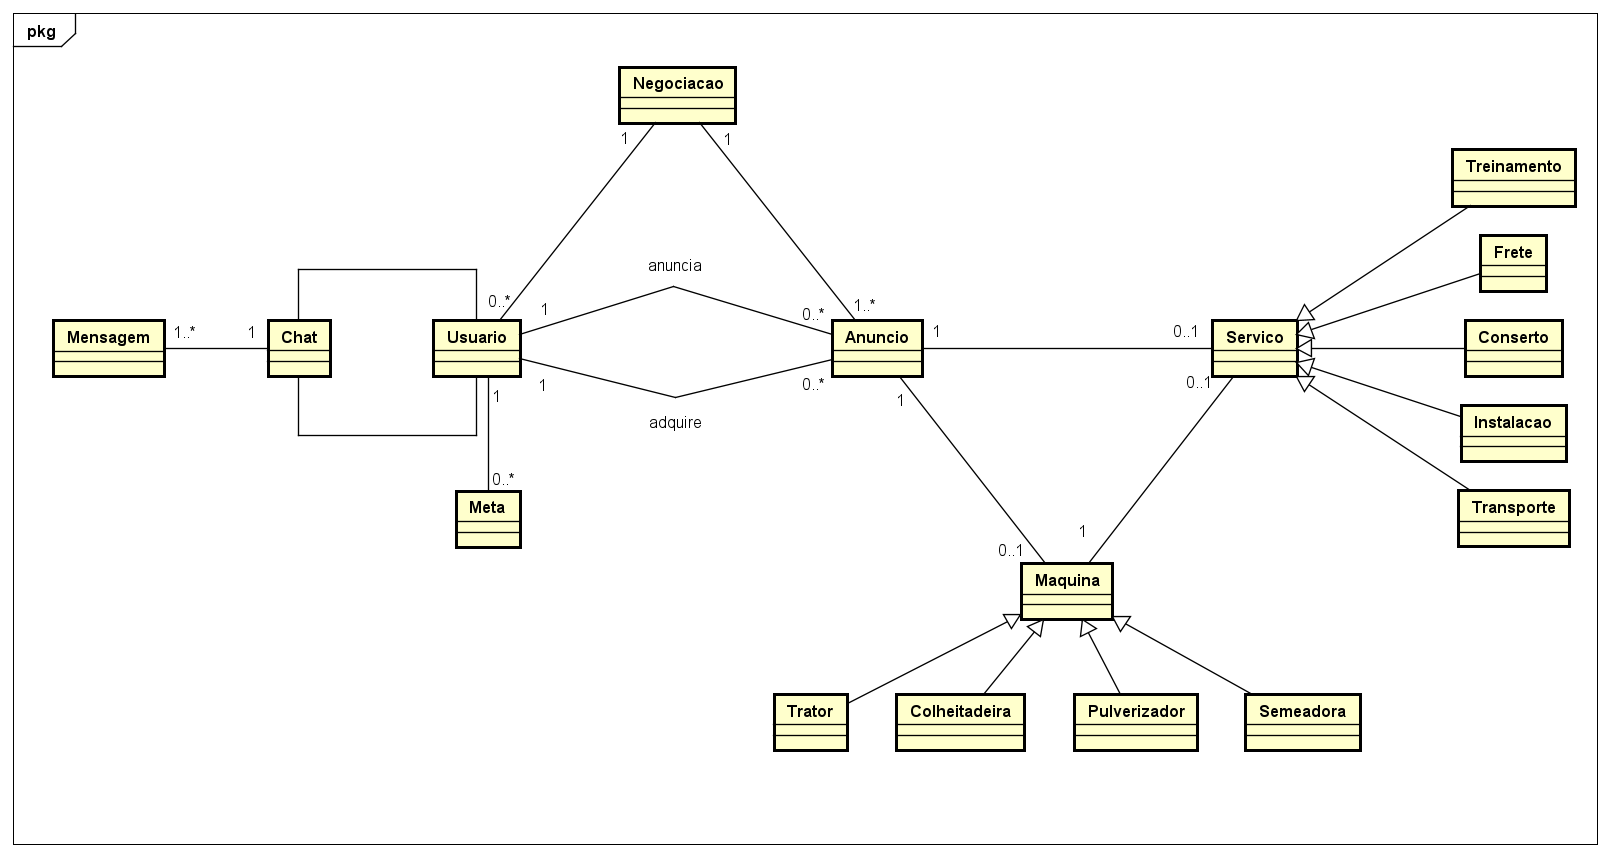 pkg
Negociacao
1
1
Treinamento
Frete
anuncia
0..*
1
0..*
1..*
Mensagem
1..*
1
Chat
Usuario
Anuncio
1
0..1
Servico
Conserto
1
1
0..*
1
0..1
adquire
Instalacao
0..*
Meta
Transporte
1
0..1
Maquina
Trator
Colheitadeira
Pulverizador
Semeadora